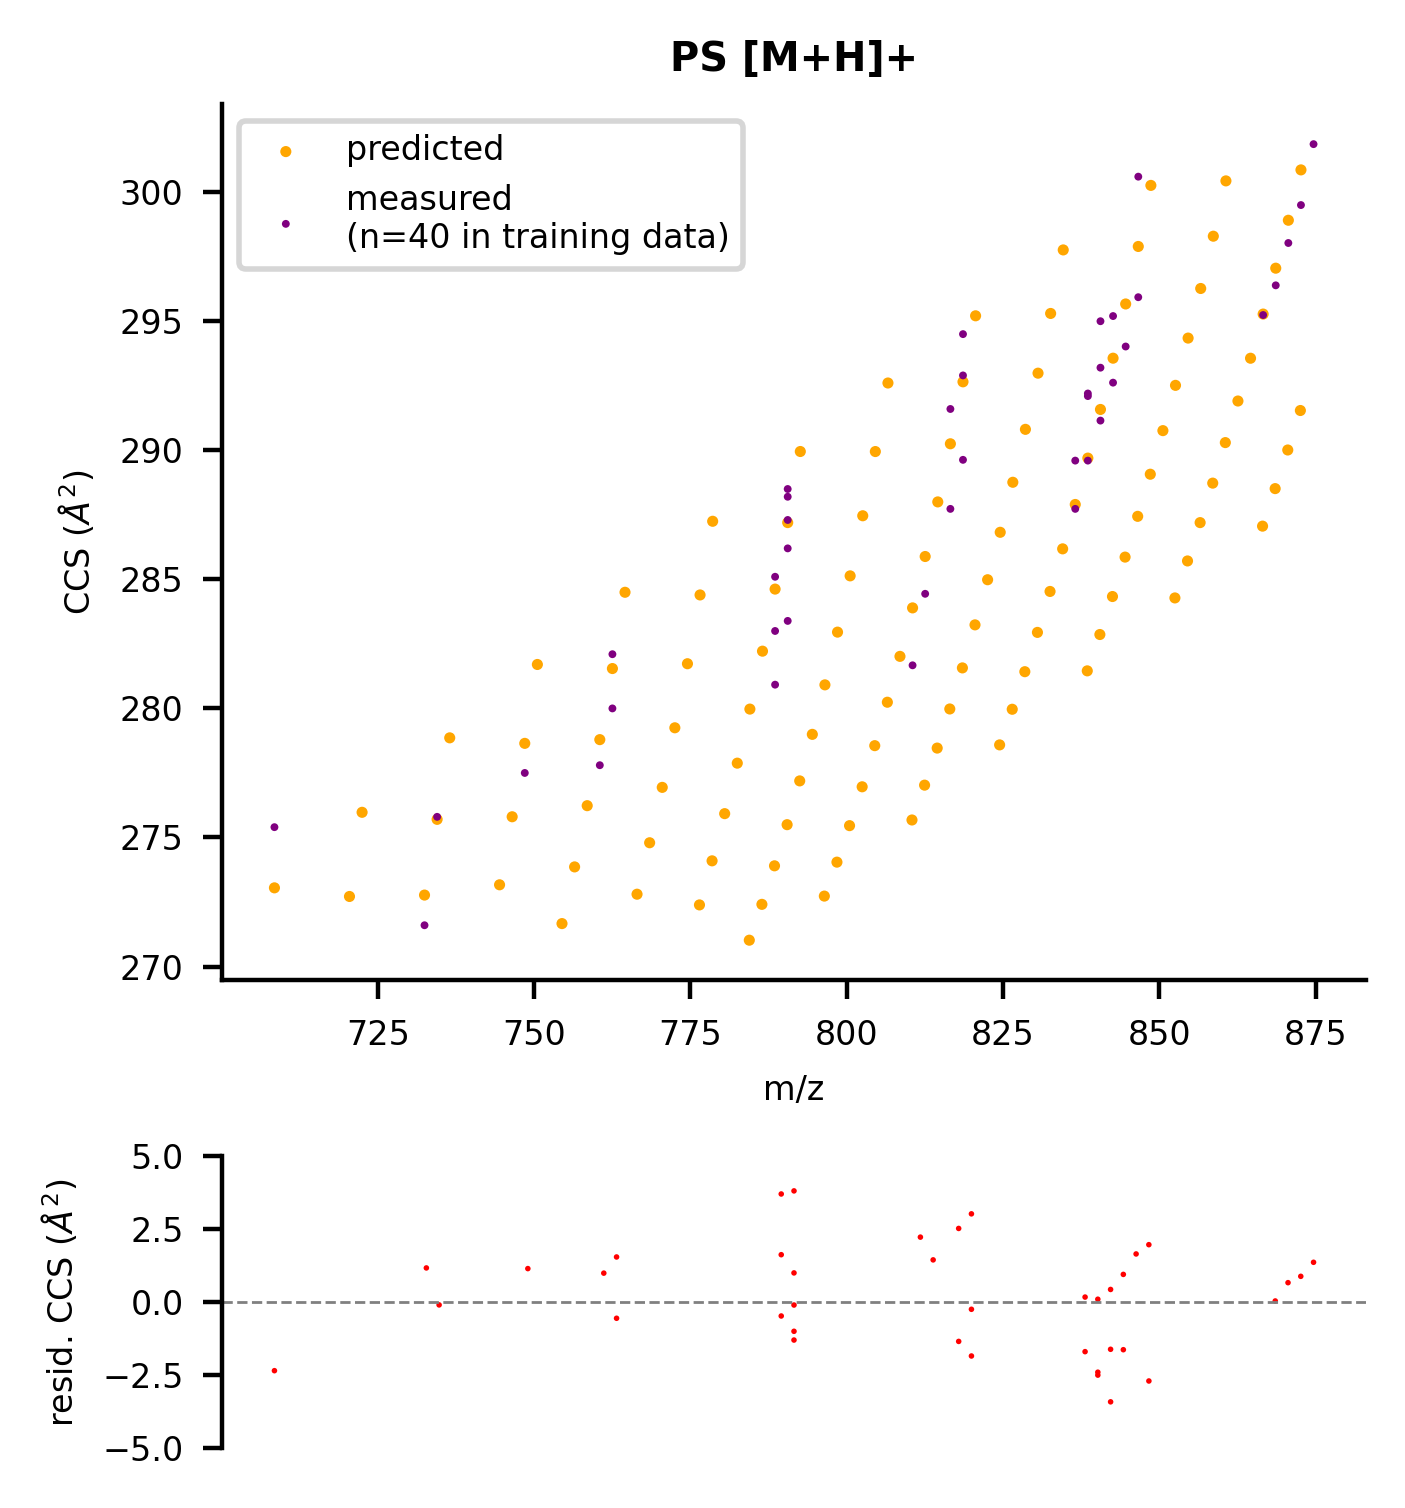 PS [M+H]+
predicted
measured
(n=40 in training data)
300
295
290
285
280
275
270
CCS (Å²)
725 750 775 800 825 850 875
m/z
5.0
2.5
0.0
−2.5
−5.0
resid. CCS (Å²)